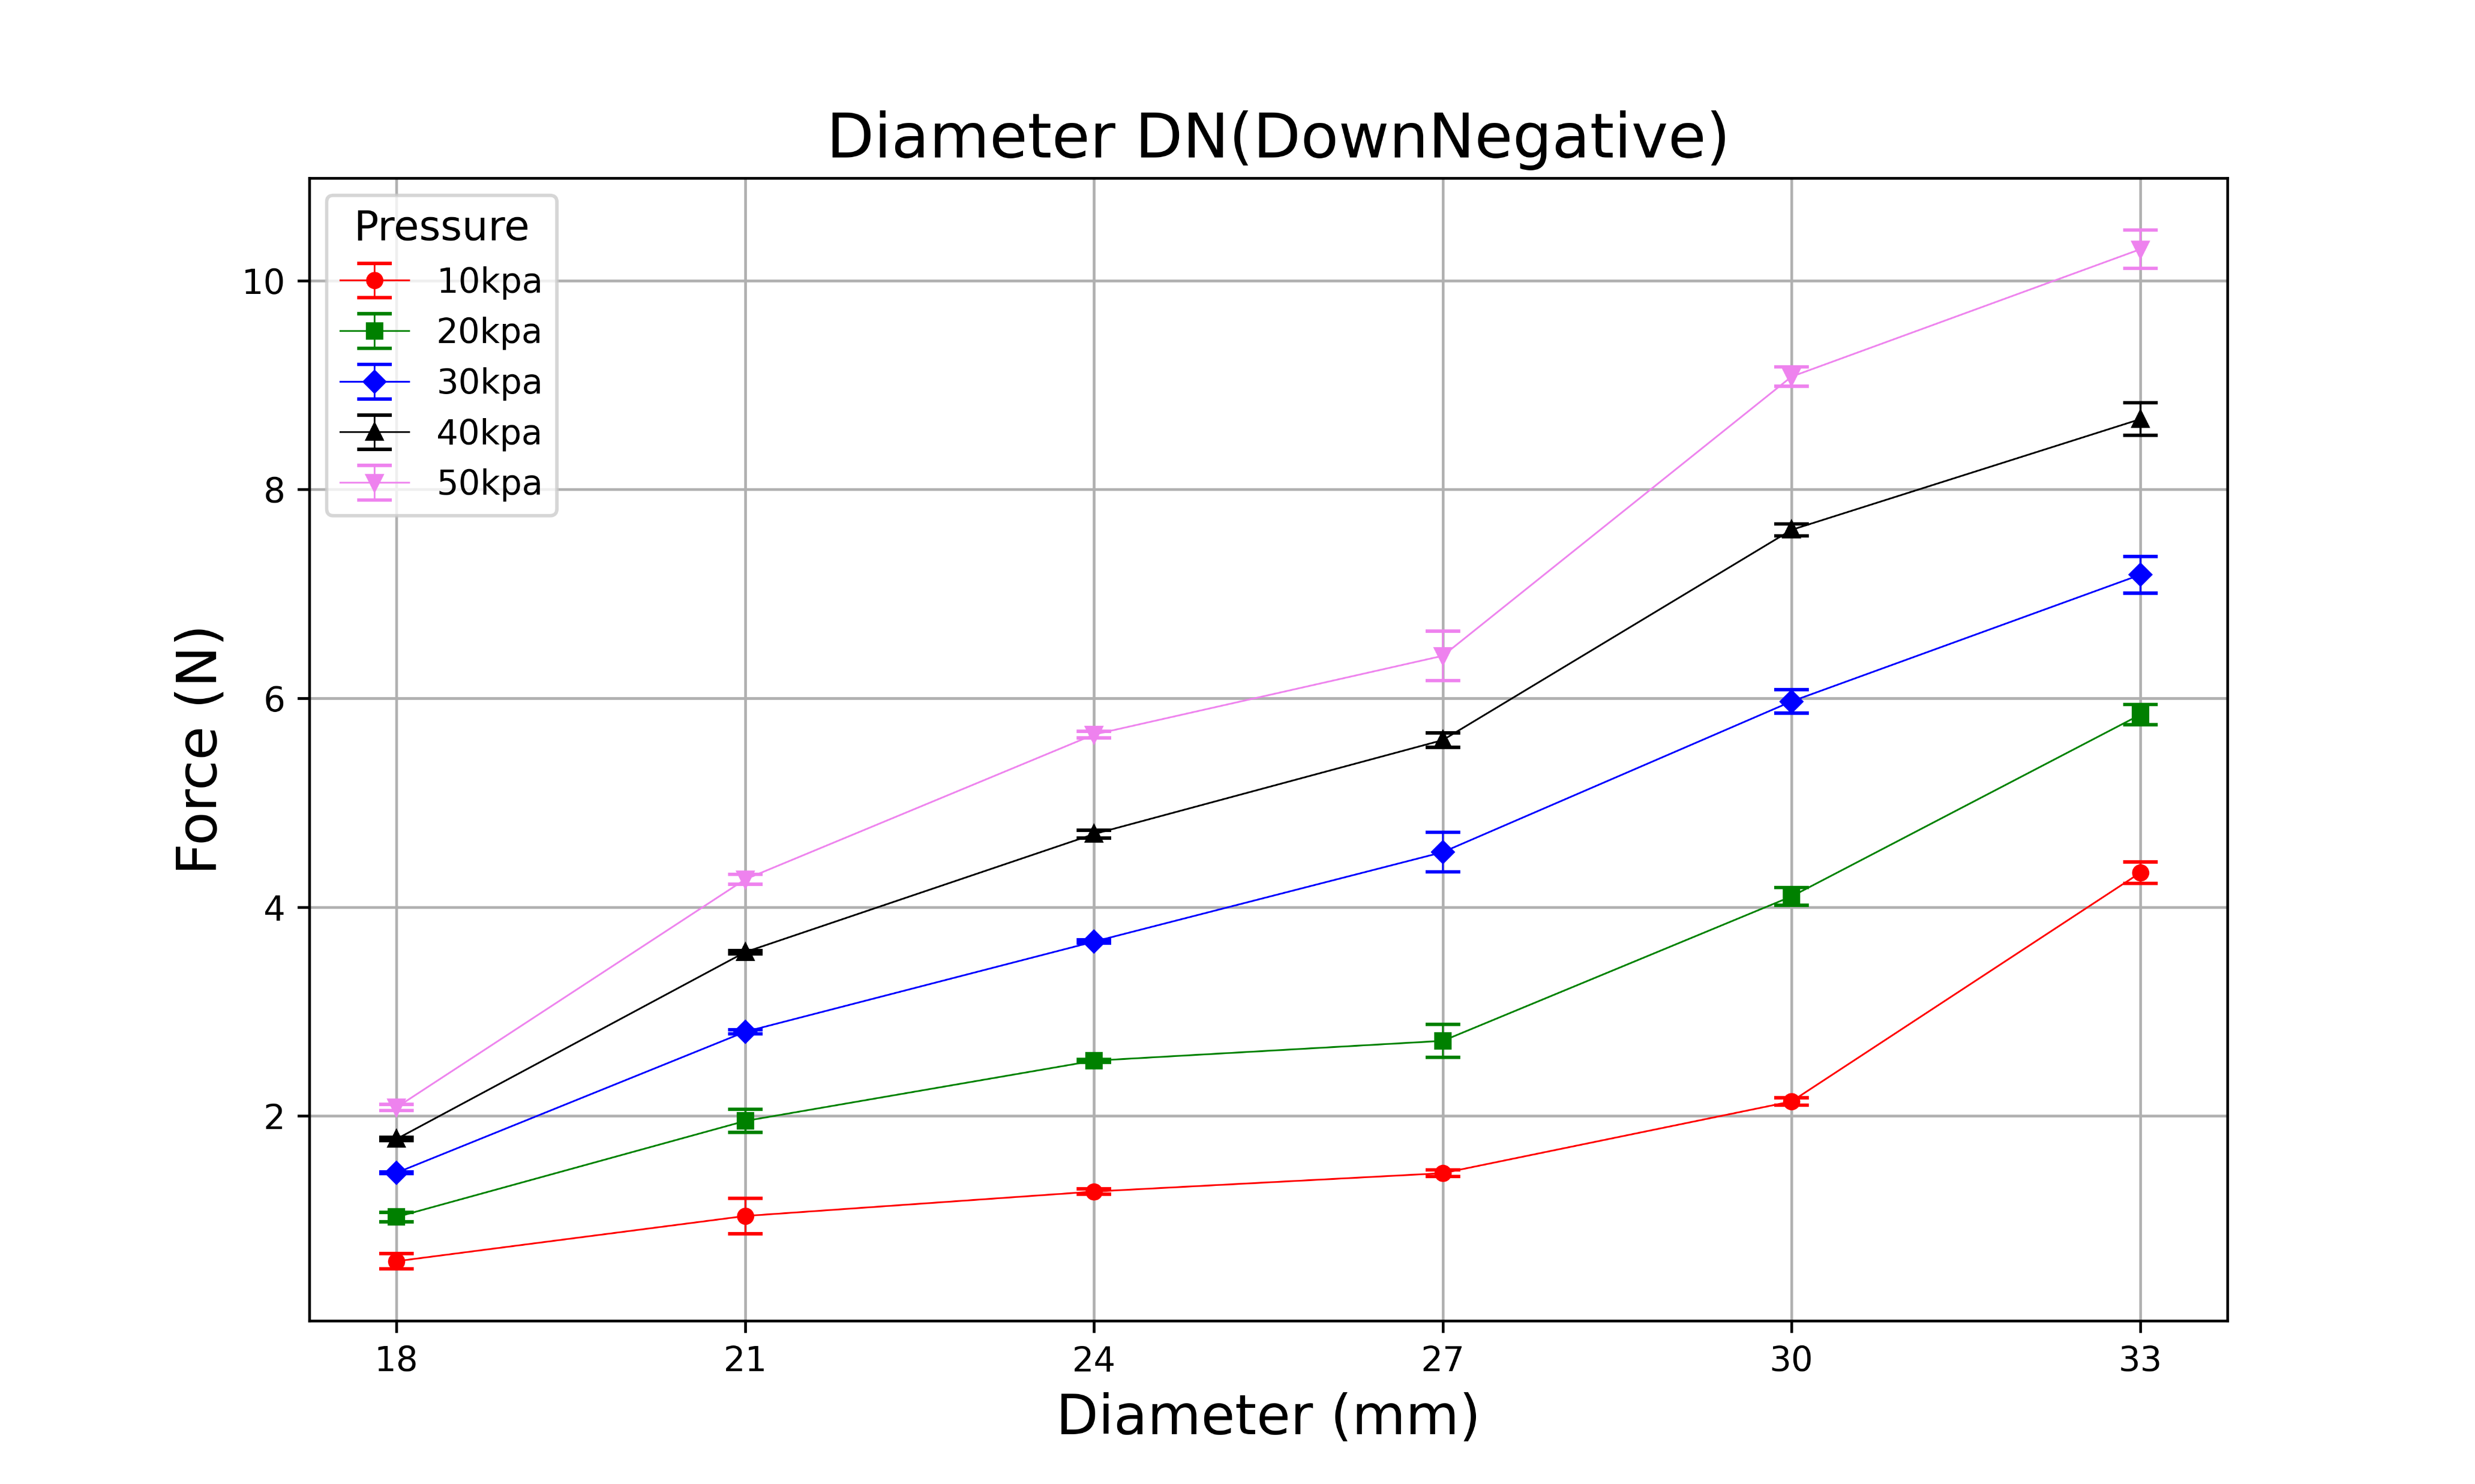 Diameter DN(DownNegative)
Pressure
10kpa
20kpa
30kpa
40kpa
50kpa
10
8
6
4
2
Force (N)
18 21 24 27 30 33
Diameter (mm)